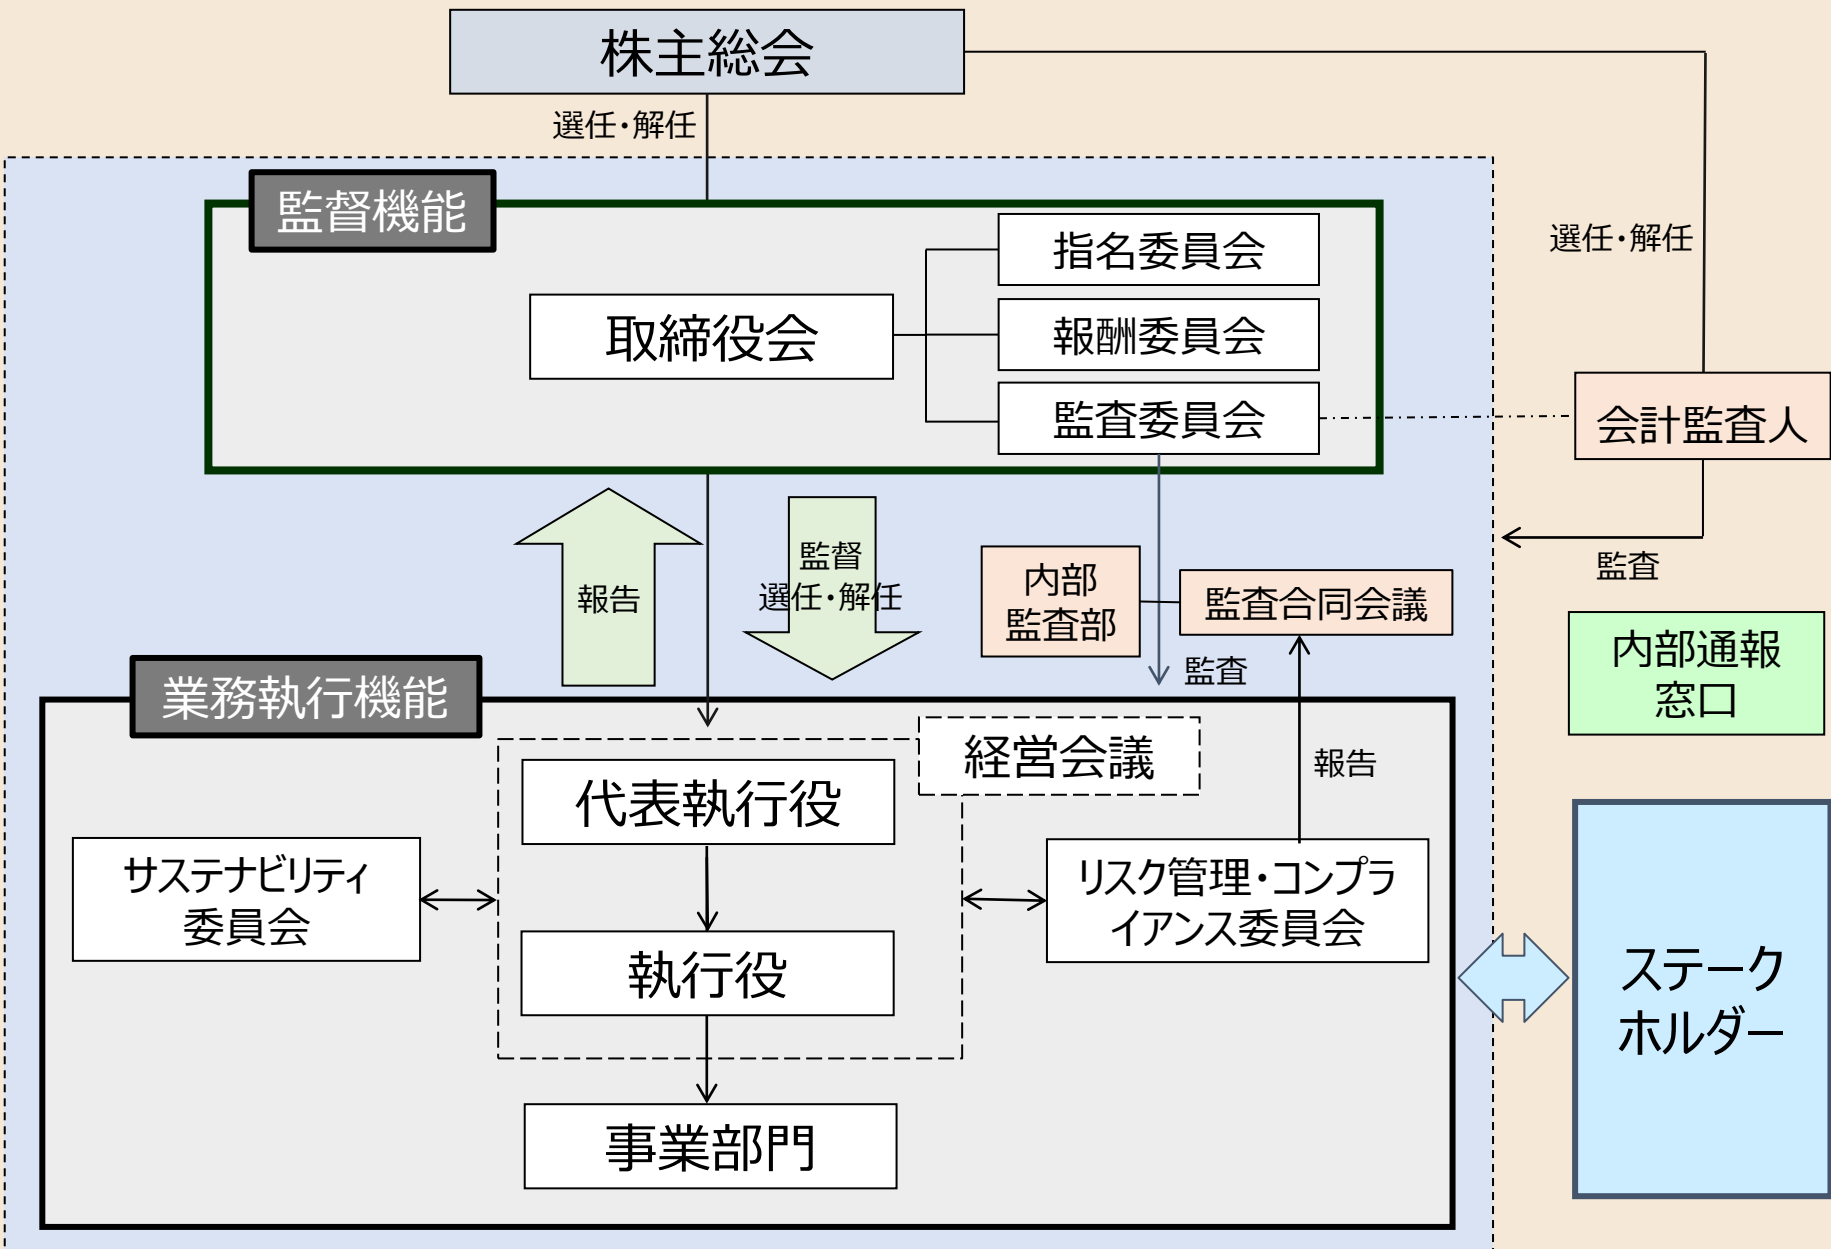 株主総会
選任・解任
監督機能
指名委員会
選任・解任
取締役会
報酬委員会
監査委員会
会計監査人
監督
選任・解任
報告
内部
監査部
監査合同会議
監査
監査
内部通報
窓口
業務執行機能
経営会議
報告
代表執行役
サステナビリティ
委員会
リスク管理・コンプラ
イアンス委員会
執行役
ステーク
ホルダー
事業部門